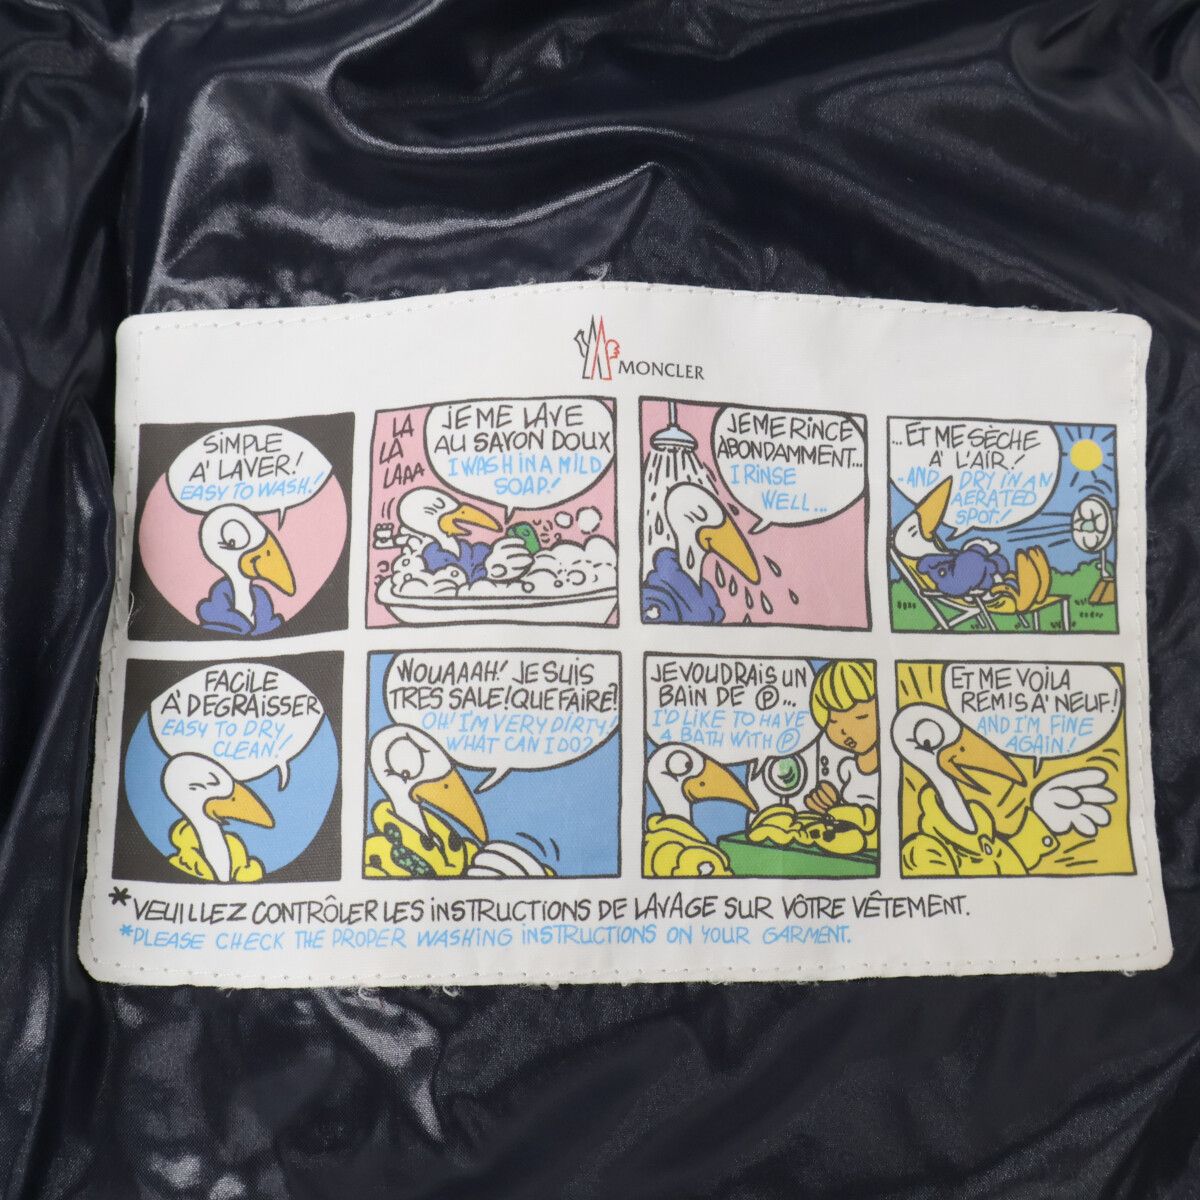 MONCLER
SIMPLE
A' LAVER!
EASY TO WASH!
LA
LA
LAAA
JE ME LAVE
AU SAVON DOUX
I WASH IN A MILD
SOAP!
JE ME RINCE
ABONDAMMENT...
I RINSE
WELL...
...ET ME SÈCHE
A' L'AIR!
-AND I DRY IN AN
AERATED
SPOT!
FACILE
A' DEGRAISSER
EASY TO DRY
CLEAN!
WOUAAAH! JE SUIS
TRES SALE! QUE FAIRE?
OH! I'M VERY DIRTY!
WHAT CAN I DO?
JE VOUDRAIS UN
BAIN DE Ⓟ...
I'D LIKE TO HAVE
A BATH WITH Ⓟ
ET ME VOILA
REMIS A' NEUF!
AND I'M FINE
AGAIN!
*VEUILLEZ CONTRÔLER LES INSTRUCTIONS DE LAVAGE SUR VÔTRE VÊTEMENT.
*PLEASE CHECK THE PROPER WASHING INSTRUCTIONS ON YOUR GARMENT.